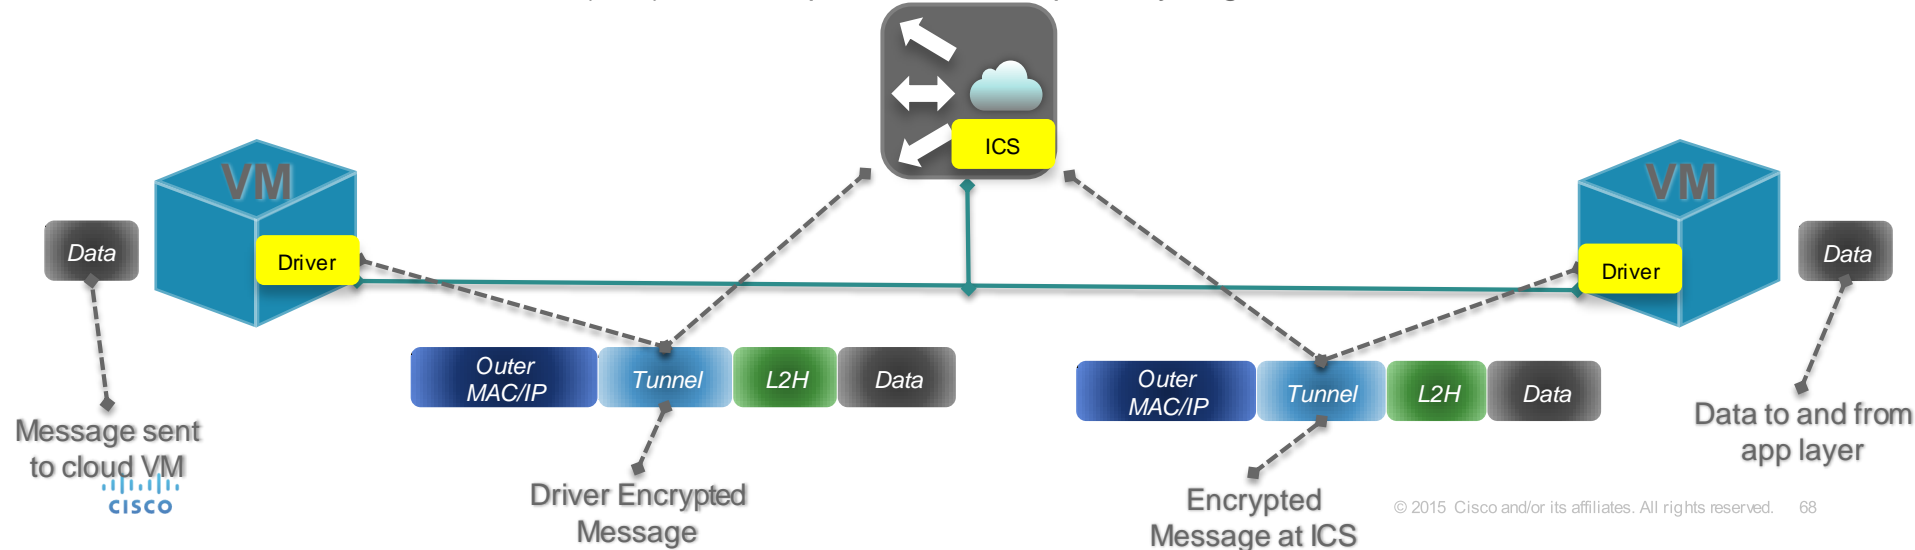 ICS
VM
VM
Data
Driver
Driver
Data
Outer
MAC/IP
Tunnel
L2H
Data
Outer
MAC/IP
Tunnel
L2H
Data
Message sent
to cloud VM
Data to and from
app layer
Driver Encrypted
Message
Encrypted
Message at ICS
CISCO
© 2015 Cisco and/or its affiliates. All rights reserved. 68